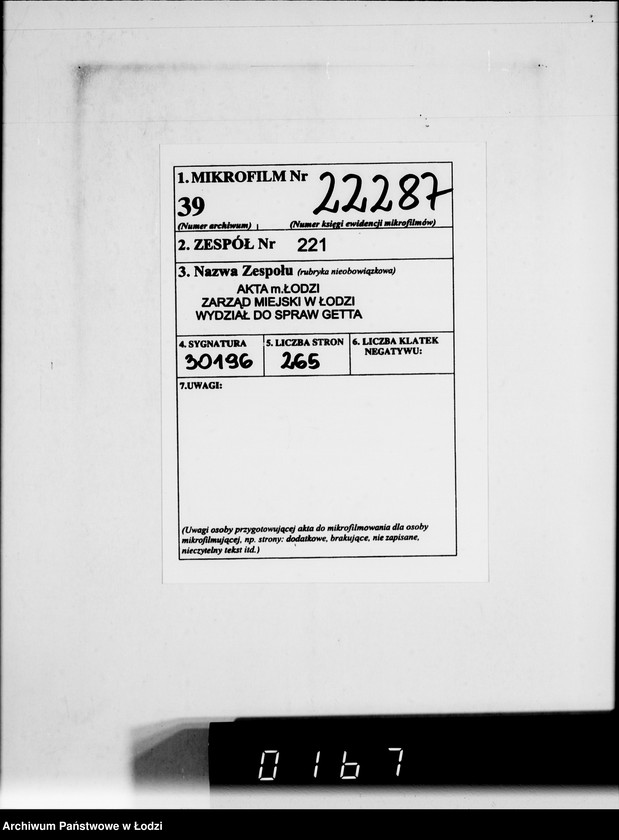 1. MIKROFILM Nr 22287
39
(Numer archiwum) (Numer księgi ewidencji mikrofilmów)
2. ZESPÓŁ Nr 221
3. Nazwa Zespołu (rubryka nieobowiązkowa)
AKTA m.ŁODZI
ZARZĄD MIEJSKI W ŁODZI
WYDZIAŁ DO SPRAW GETTA
4. SYGNATURA 5. LICZBA STRON 6. LICZBA KLATEK
NEGATYWU:
30196 265
7.UWAGI:
(Uwagi osoby przygotowującej akta do mikrofilmowania dla osoby
mikrofilmującej, np. strony: dodatkowe, brakujące, nie zapisane,
nieczytelny tekst itd.)
0167
Archiwum Państwowe w Łodzi